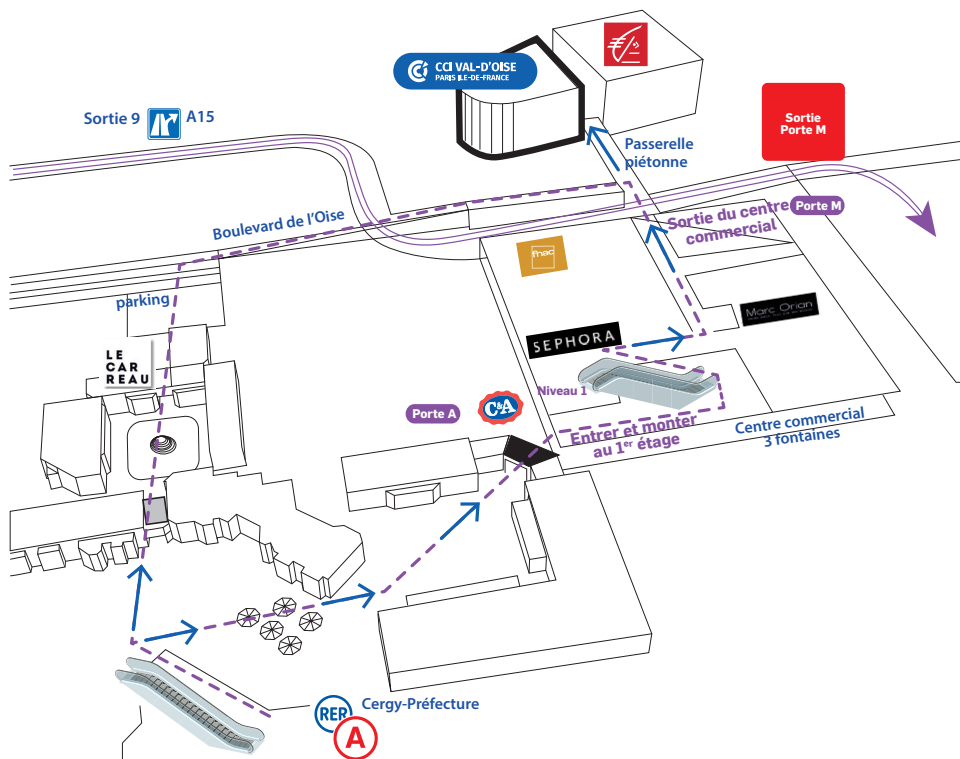 CCI VAL-D'OISE
PARIS ILE-DE-FRANCE
Sortie 9
A15
Sortie
Porte M
Passerelle
piétonne
Boulevard de l'Oise
Sortie du centre
commercial
Porte M
fnac
parking
Marc Orian
SEPHORA
LE
CAR
REAU
Niveau 1
Porte A
C&A
Entrer et monter
au 1er étage
Centre commercial
3 fontaines
RER
A
Cergy-Préfecture